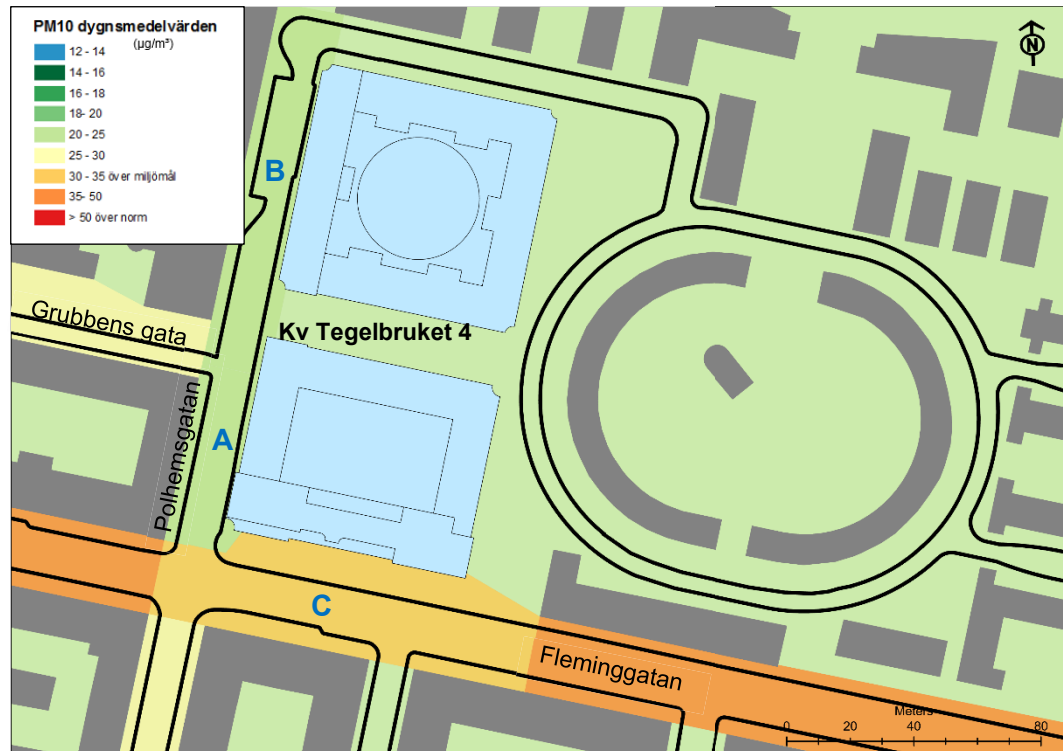 PM10 dygnsmedelvärden
(µg/m³)
12 - 14
14 - 16
16 - 18
18- 20
20 - 25
25 - 30
30 - 35 över miljömål
35- 50
> 50 över norm
N
B
Grubbens gata
Kv Tegelbruket 4
Polhemsgatan
A
C
Fleminggatan
Meters
0 20 40 80